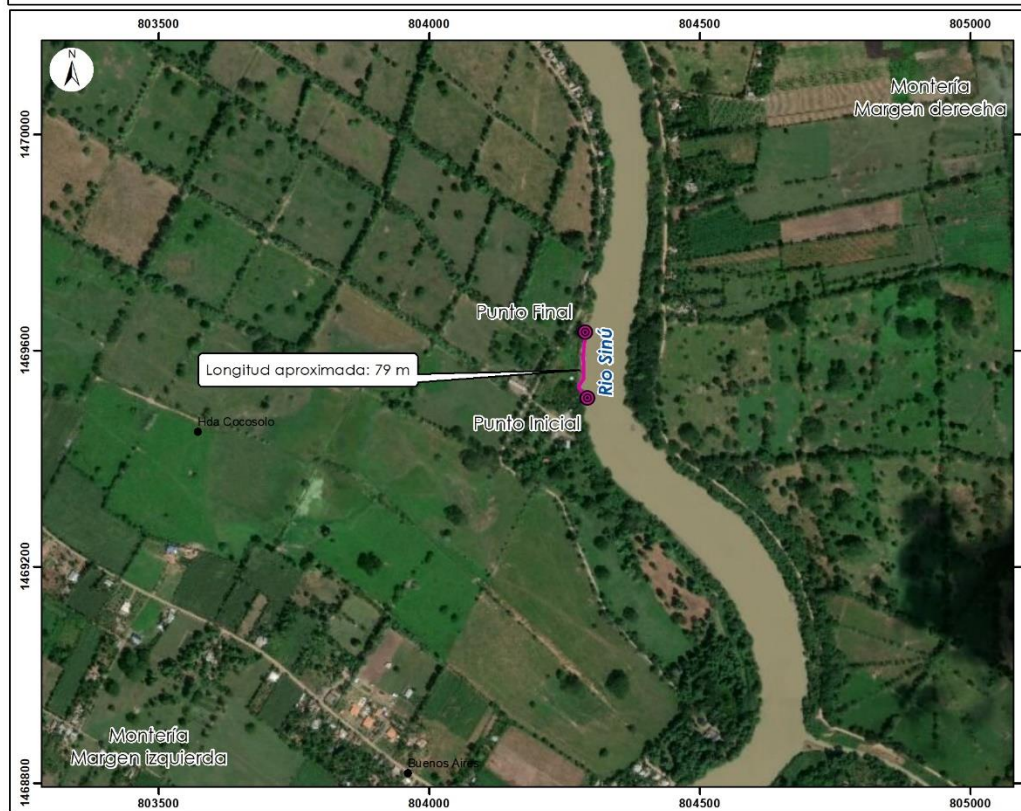 803500 804000 804500 805000
N
Montería
Margen derecha
1470000
Punto Final
Rio Sinú
1469600
Longitud aproximada: 79 m
Punto Inicial
Hda Cocosolo
1469200
Montería
Margen izquierda
Buenos Aires
1468800
803500 804000 804500 805000